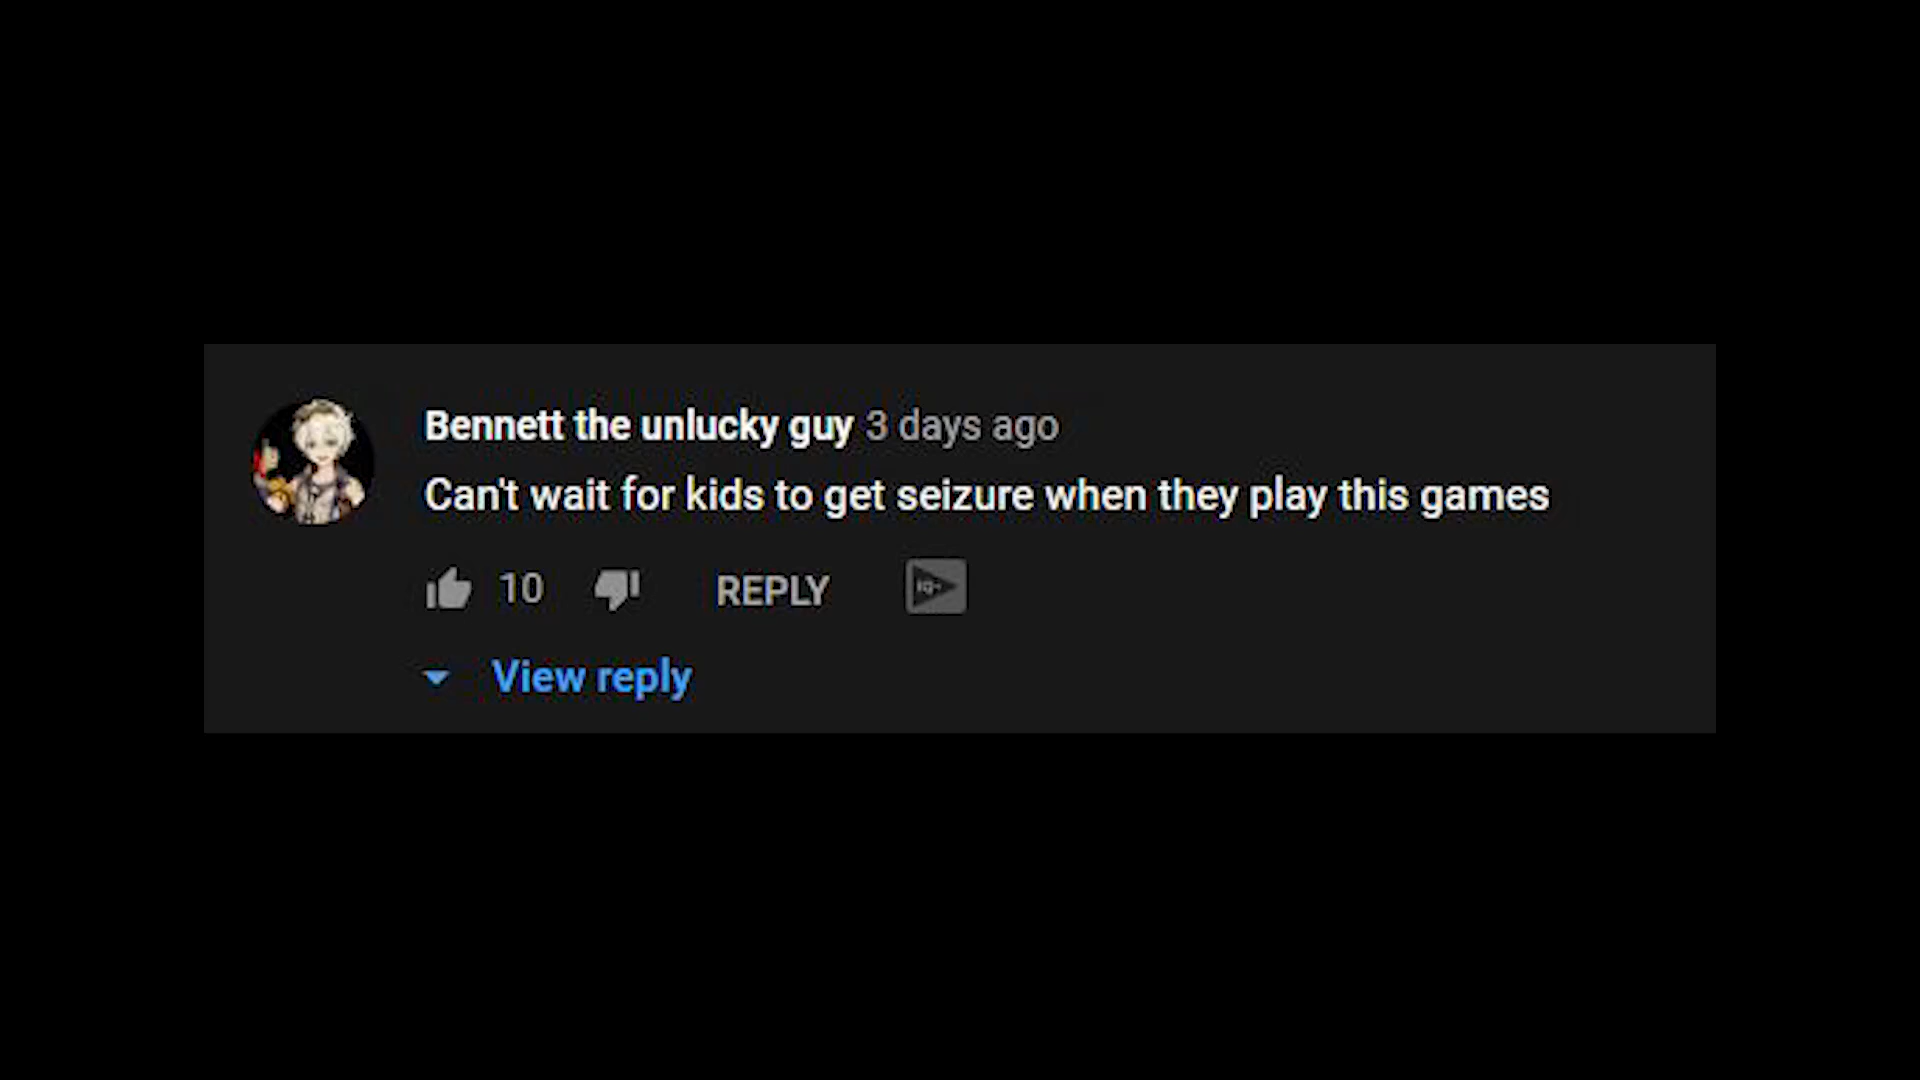 Bennett the unlucky guy 3 days ago
Can't wait for kids to get seizure when they play this games
10 REPLY
View reply